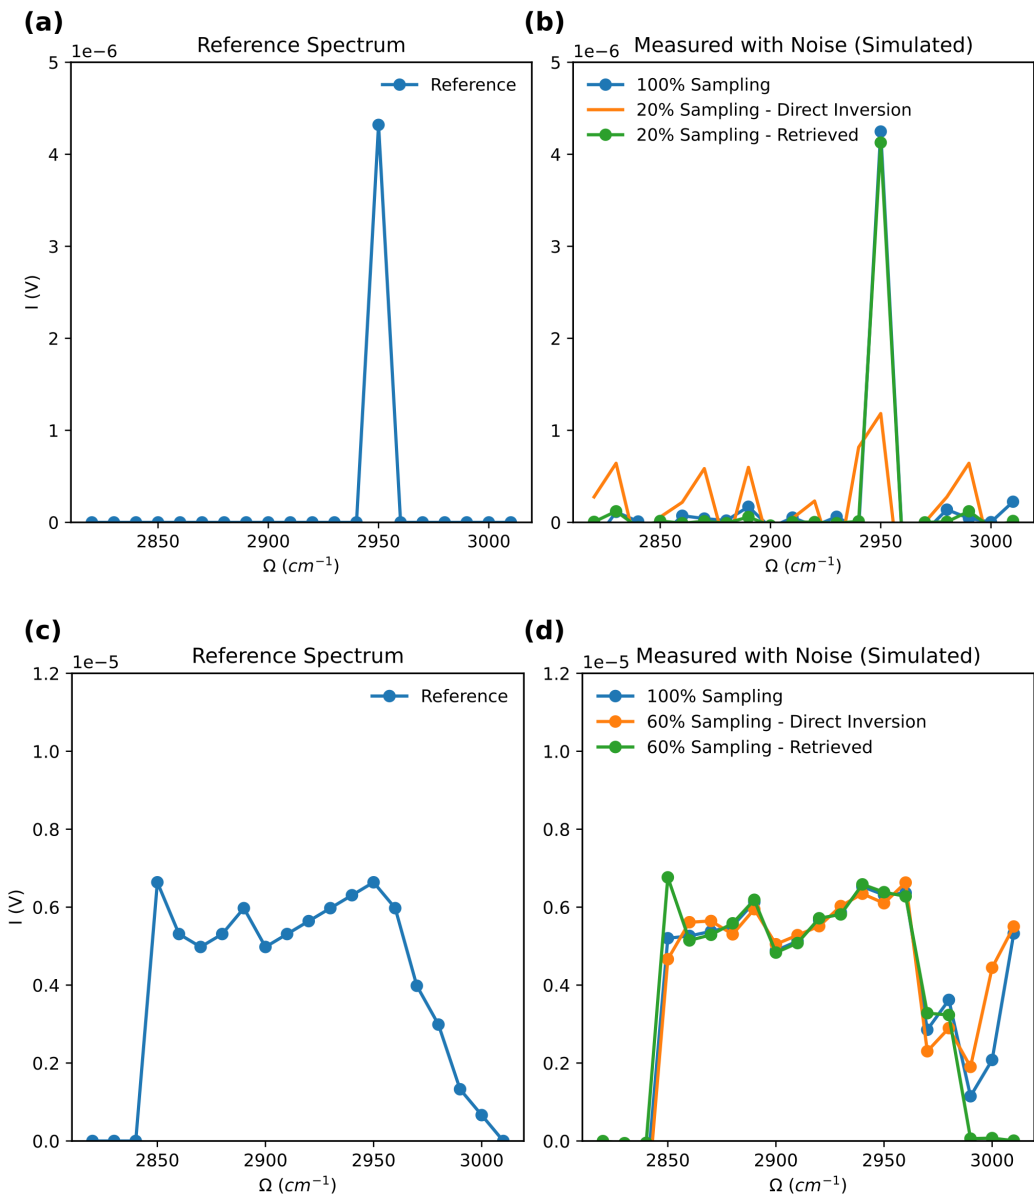 (a)
Reference Spectrum
1e−6
5
4
3
2
1
0
I (V)
Reference
2850 2900 2950 3000
Ω (cm⁻¹)
(b)
Measured with Noise (Simulated)
1e−6
5
4
3
2
1
0
100% Sampling
20% Sampling - Direct Inversion
20% Sampling - Retrieved
2850 2900 2950 3000
Ω (cm⁻¹)
(c)
Reference Spectrum
1e−5
1.2
1.0
0.8
0.6
0.4
0.2
0.0
I (V)
Reference
2850 2900 2950 3000
Ω (cm⁻¹)
(d)
Measured with Noise (Simulated)
1e−5
1.2
1.0
0.8
0.6
0.4
0.2
0.0
100% Sampling
60% Sampling - Direct Inversion
60% Sampling - Retrieved
2850 2900 2950 3000
Ω (cm⁻¹)